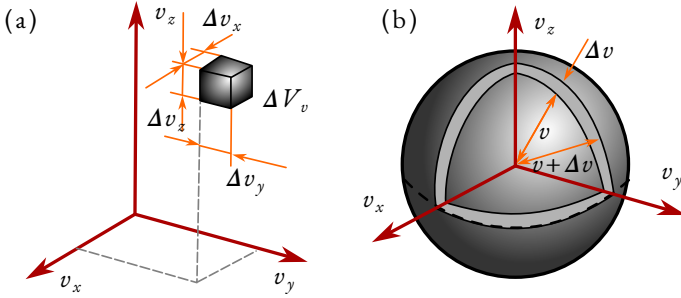 (a)
v_z
Δv_x
ΔV_v
Δv_z
Δv_y
v_x
v_y
(b)
v_z
Δv
v
v + Δv
v_x
v_y